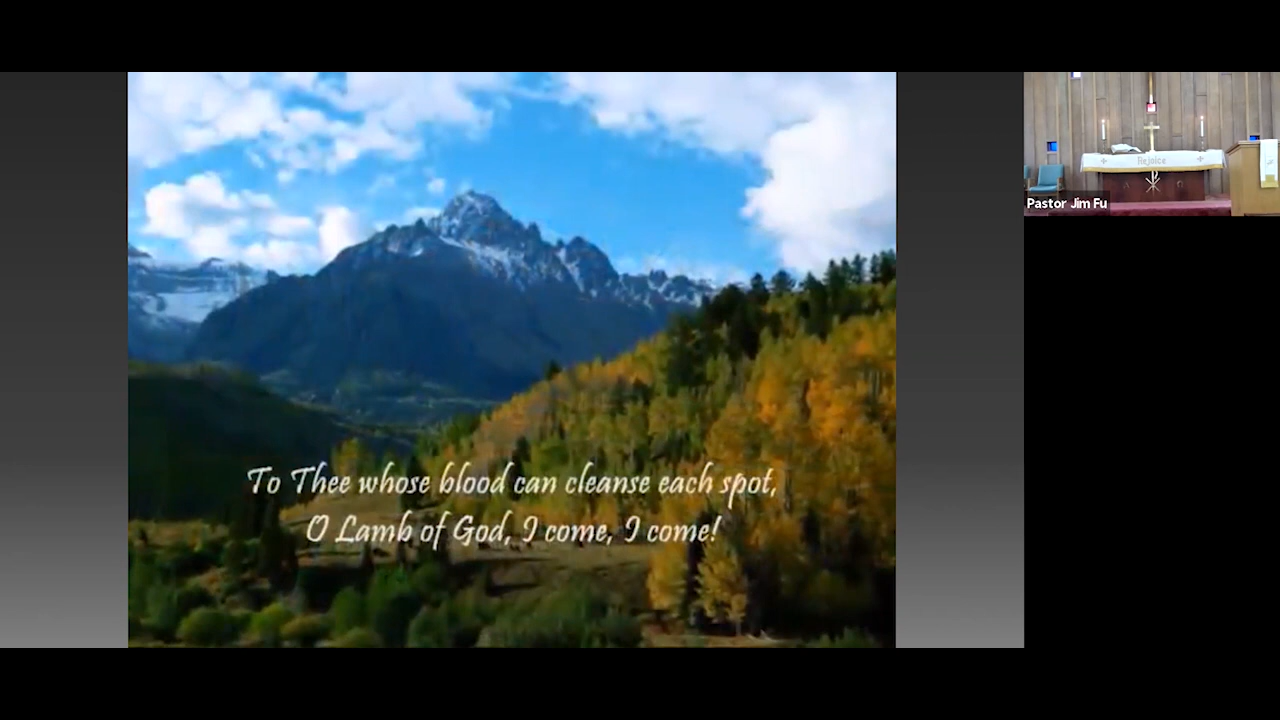 To Thee whose blood can cleanse each spot,
O Lamb of God, I come, I come!
Rejoice
Pastor Jim Fu